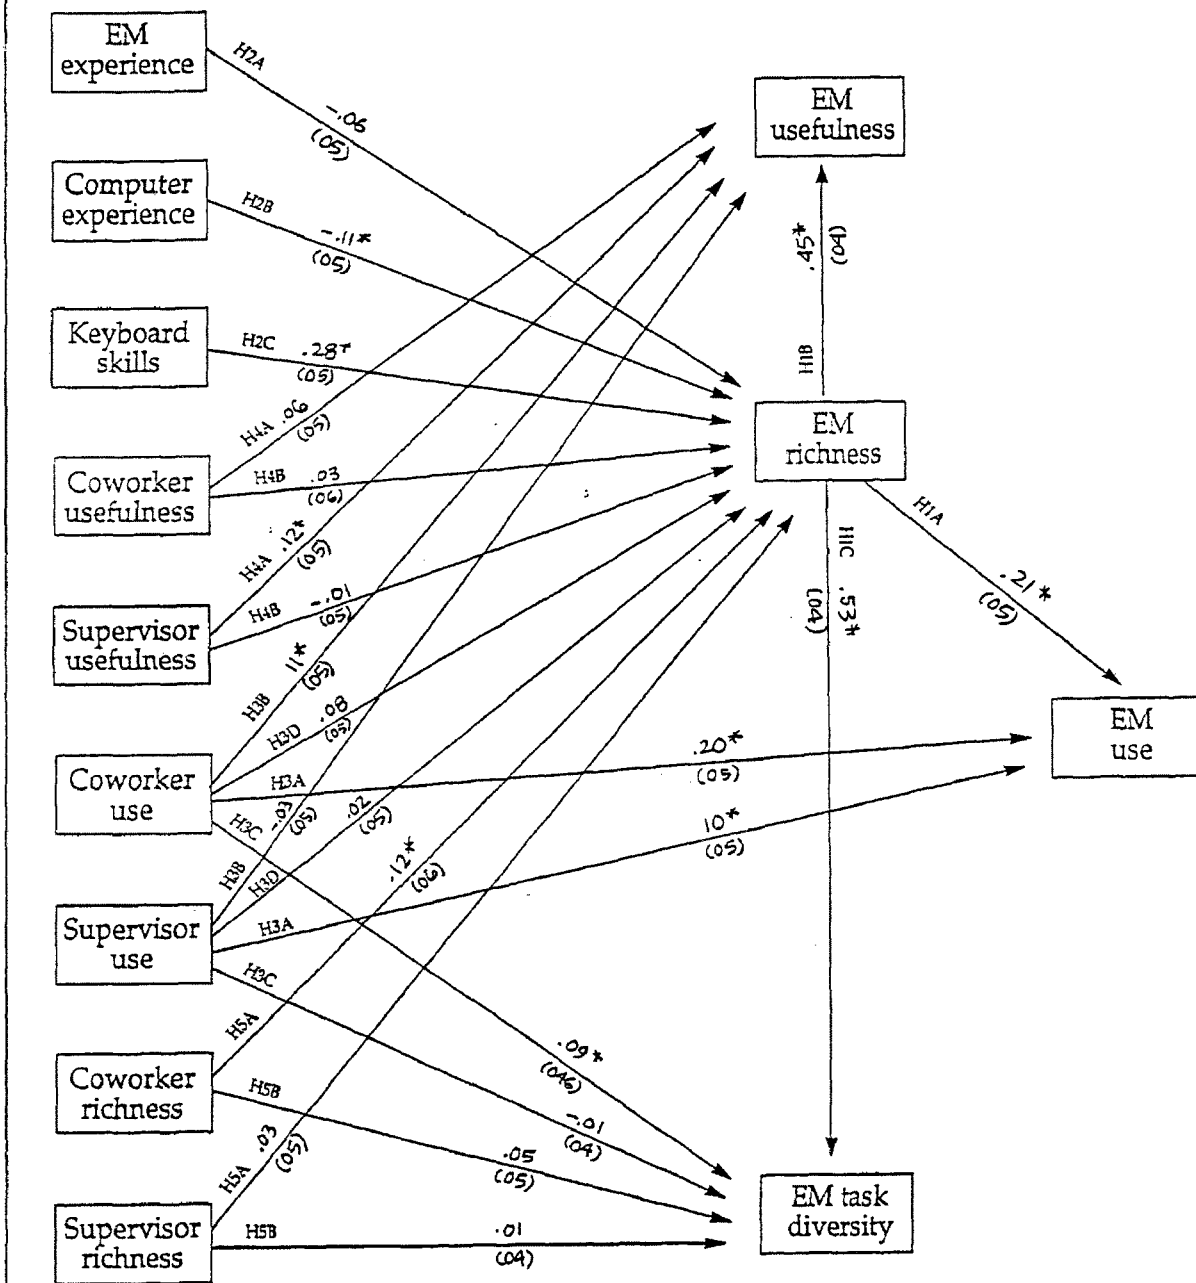 EM
experience
H2A
-.06
(05)
EM
usefulness
Computer
experience
H2B
-.11*
(05)
.45*
(04)
H1B
Keyboard
skills
H2C
.28*
(05)
EM
richness
Coworker
usefulness
H4A .06
(05)
H4B .03
(06)
H1A
.21*
(05)
H1C .53*
(04)
Supervisor
usefulness
H4A .12*
(05)
H4B -.01
(05)
EM
use
Coworker
use
H3B 11*
(05)
H3D .08
(05)
H3A
.20*
(05)
H3C
Supervisor
use
H3B -.03
(05)
H3D .02
(05)
H3A
10*
(05)
H3C
.09*
(046)
-.01
(04)
Coworker
richness
H5A
.12*
(06)
H5B
.05
(05)
Supervisor
richness
H5A .03
(05)
H5B
.01
(04)
EM task
diversity